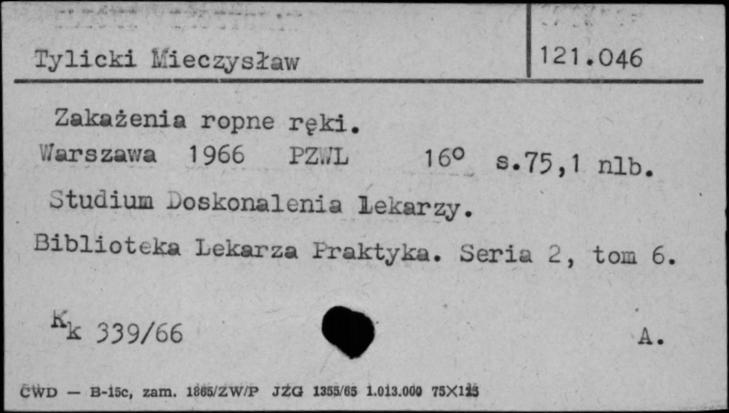 Tylicki Mieczysław
121.046
Zakażenia ropne ręki.
Warszawa 1966 PZWL 16° s.75,1 nlb.
Studium Doskonalenia Lekarzy.
Biblioteka Lekarza Praktyka. Seria 2, tom 6.
Kk 339/66 A.
CWD — B-15c, zam. 1865/ZW/P JZG 1355/65 1.013.000 75X125